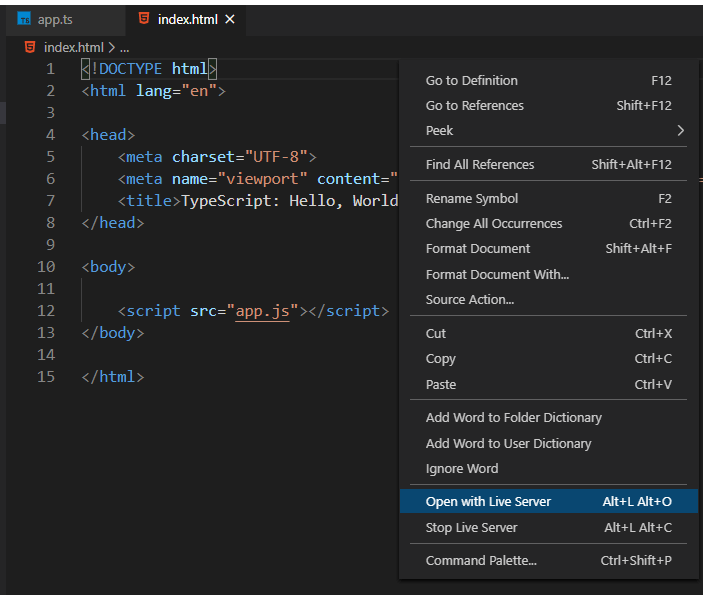 TS app.ts
index.html ×
index.html > ...
1 <!DOCTYPE html>
2 <html lang="en">
3
4 <head>
5 <meta charset="UTF-8">
6 <meta name="viewport" content="
7 <title>TypeScript: Hello, World
8 </head>
9
10 <body>
11
12 <script src="app.js"></script>
13 </body>
14
15 </html>
Go to Definition F12
Go to References Shift+F12
Peek >
Find All References Shift+Alt+F12
Rename Symbol F2
Change All Occurrences Ctrl+F2
Format Document Shift+Alt+F
Format Document With...
Source Action...
Cut Ctrl+X
Copy Ctrl+C
Paste Ctrl+V
Add Word to Folder Dictionary
Add Word to User Dictionary
Ignore Word
Open with Live Server Alt+L Alt+O
Stop Live Server Alt+L Alt+C
Command Palette... Ctrl+Shift+P